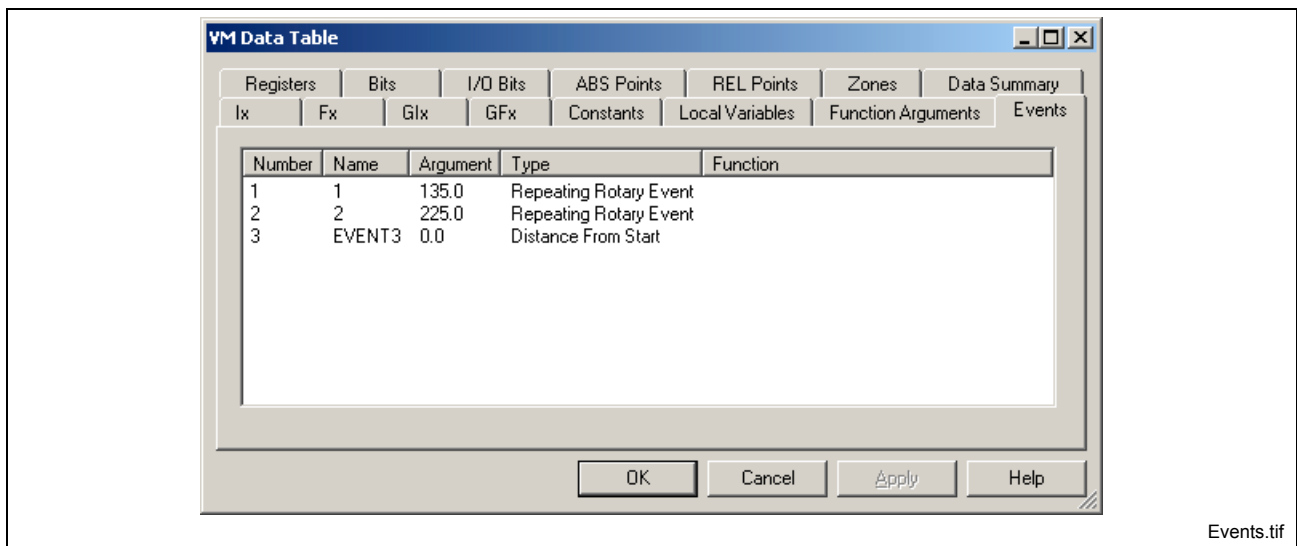 VM Data Table
Registers Bits I/O Bits ABS Points REL Points Zones Data Summary
Ix Fx GIx GFx Constants Local Variables Function Arguments Events
Number Name Argument Type Function
1 1 135.0 Repeating Rotary Event
2 2 225.0 Repeating Rotary Event
3 EVENT3 0.0 Distance From Start
OK Cancel Apply Help
Events.tif